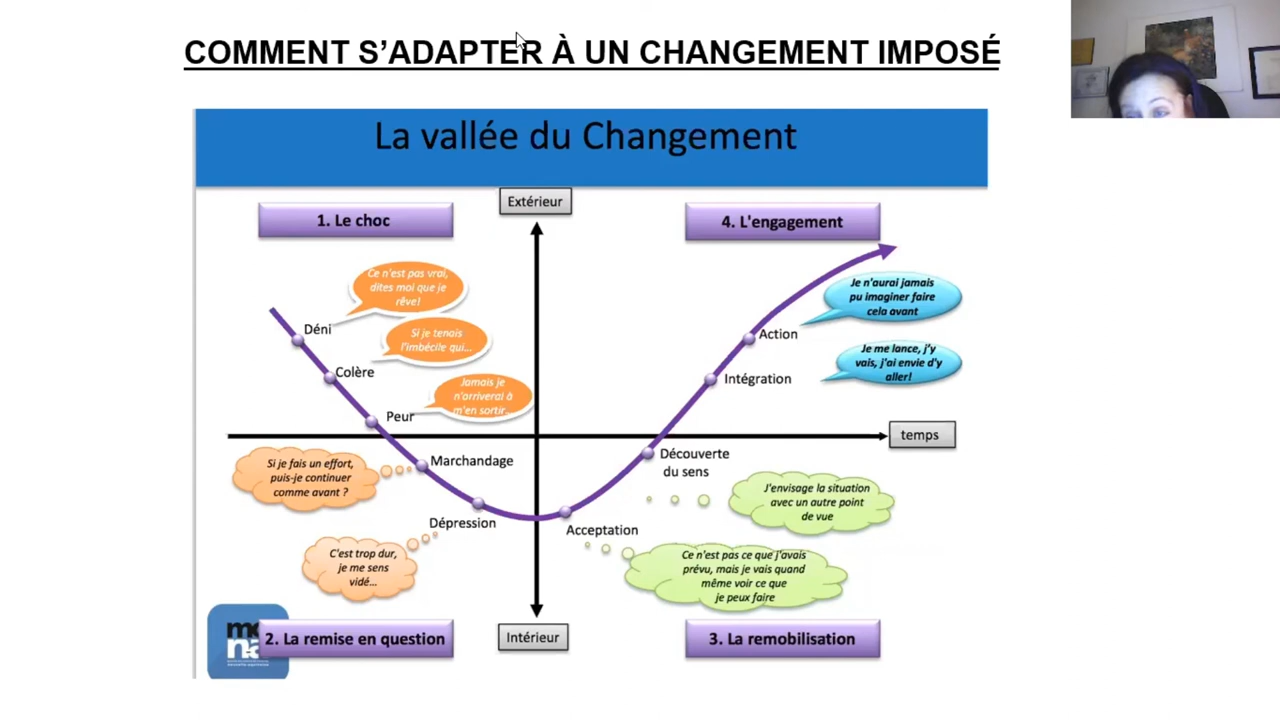 COMMENT S’ADAPTER À UN CHANGEMENT IMPOSÉ
La vallée du Changement
Extérieur
1. Le choc
4. L'engagement
Ce n'est pas vrai,
dites moi que je
rêve!
Déni
Si je tenais
l'imbécile qui...
Colère
Jamais je
n'arriverai à
m'en sortir...
Peur
Je n'aurai jamais
pu imaginer faire
cela avant
Action
Je me lance, j'y
vais, j'ai envie d'y
aller!
Intégration
temps
Si je fais un effort,
puis-je continuer
comme avant ?
Marchandage
Découverte
du sens
J'envisage la situation
avec un autre point
de vue
Dépression
Acceptation
C'est trop dur,
je me sens
vidé...
Ce n'est pas ce que j'avais
prévu, mais je vais quand
même voir ce que
je peux faire
2. La remise en question
Intérieur
3. La remobilisation